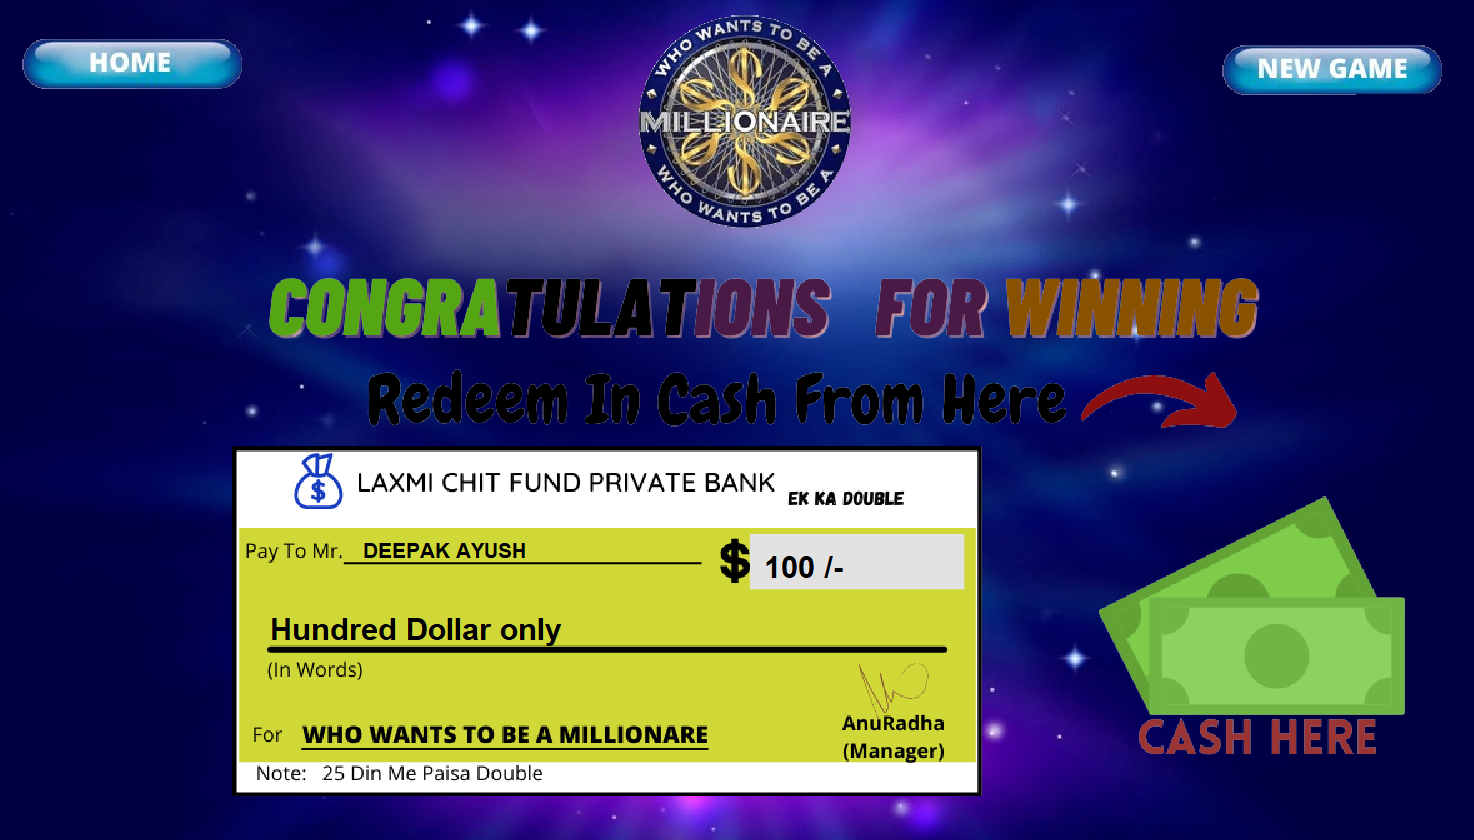 HOME
NEW GAME
WHO WANTS TO BE A
MILLIONAIRE
WHO WANTS TO BE A
CONGRATULATIONS FOR WINNING
Redeem In Cash From Here
$ LAXMI CHIT FUND PRIVATE BANK EK KA DOUBLE
Pay To Mr. DEEPAK AYUSH $ 100 /-
Hundred Dollar only
(In Words)
AnuRadha
For WHO WANTS TO BE A MILLIONARE
(Manager)
Note: 25 Din Me Paisa Double
CASH HERE